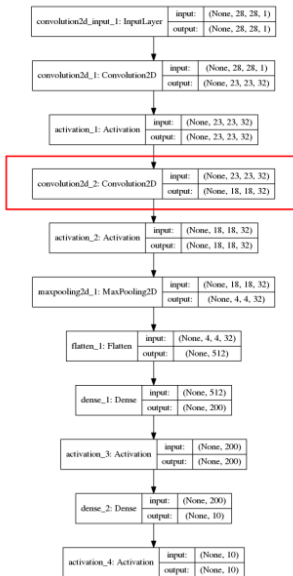 convolution2d_input_1: InputLayer input: (None, 28, 28, 1)
output: (None, 28, 28, 1)
convolution2d_1: Convolution2D input: (None, 28, 28, 1)
output: (None, 23, 23, 32)
activation_1: Activation input: (None, 23, 23, 32)
output: (None, 23, 23, 32)
convolution2d_2: Convolution2D input: (None, 23, 23, 32)
output: (None, 18, 18, 32)
activation_2: Activation input: (None, 18, 18, 32)
output: (None, 18, 18, 32)
maxpooling2d_1: MaxPooling2D input: (None, 18, 18, 32)
output: (None, 4, 4, 32)
flatten_1: Flatten input: (None, 4, 4, 32)
output: (None, 512)
dense_1: Dense input: (None, 512)
output: (None, 200)
activation_3: Activation input: (None, 200)
output: (None, 200)
dense_2: Dense input: (None, 200)
output: (None, 10)
activation_4: Activation input: (None, 10)
output: (None, 10)